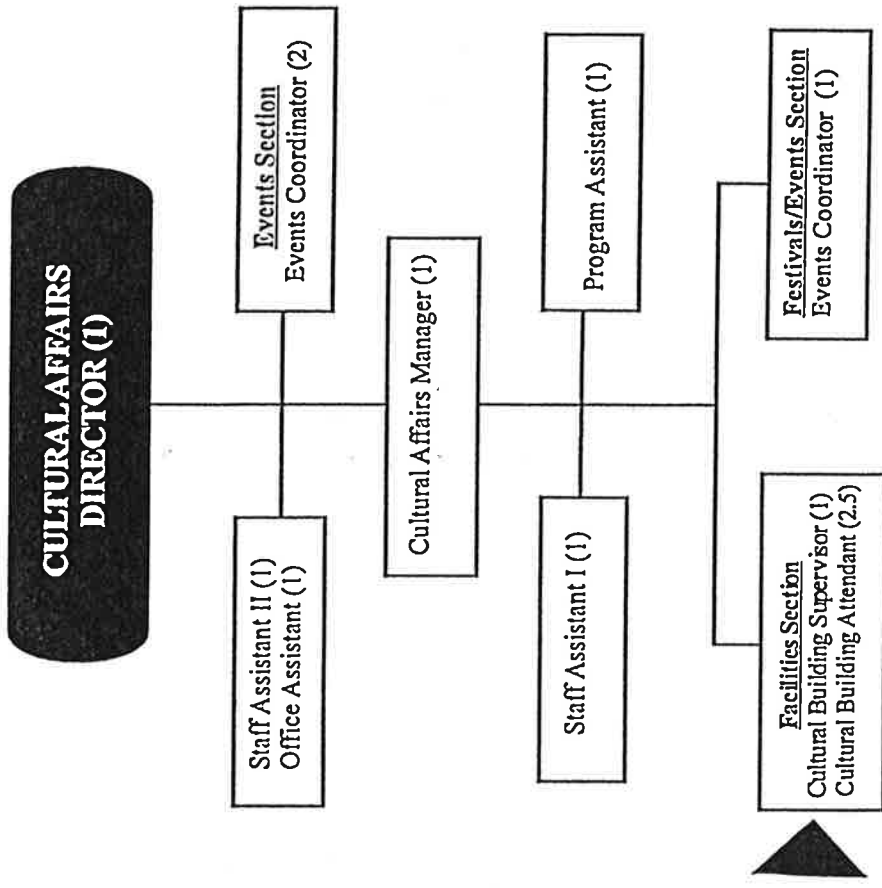 CULTURAL AFFAIRS
DIRECTOR (1)
Staff Assistant II (1)
Office Assistant (1)
Events Section
Events Coordinator (2)
Cultural Affairs Manager (1)
Staff Assistant I (1)
Program Assistant (1)
Facilities Section
Cultural Building Supervisor (1)
Cultural Building Attendant (2.5)
Festivals/Events Section
Events Coordinator (1)